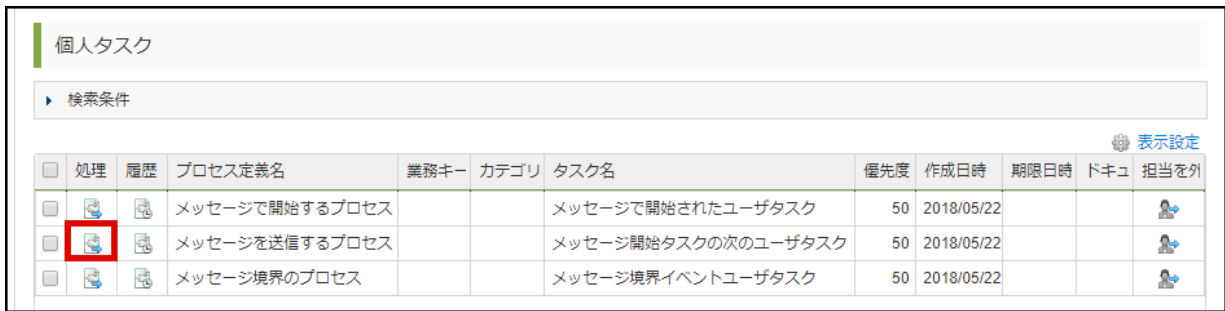 個人タスク
検索条件
表示設定
処理 履歴 プロセス定義名 業務キー カテゴリ タスク名 優先度 作成日時 期限日時 ドキュ 担当を外
メッセージで開始するプロセス メッセージで開始されたユーザタスク 50 2018/05/22
メッセージを送信するプロセス メッセージ開始タスクの次のユーザタスク 50 2018/05/22
メッセージ境界のプロセス メッセージ境界イベントユーザタスク 50 2018/05/22